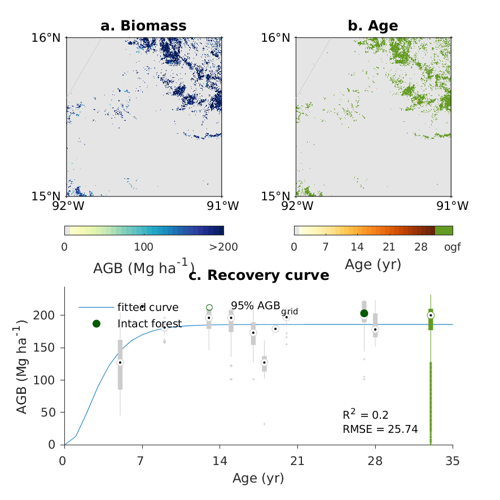 a. Biomass
b. Age
16°N
15°N
92°W
91°W
16°N
15°N
92°W
91°W
0
100
>200
AGB (Mg ha-1)
0
7
14
21
28
ogf
Age (yr)
c. Recovery curve
fitted curve
Intact forest
95% AGBgrid
R2 = 0.2
RMSE = 25.74
200
150
100
50
0
AGB (Mg ha-1)
0
7
14
21
28
35
Age (yr)